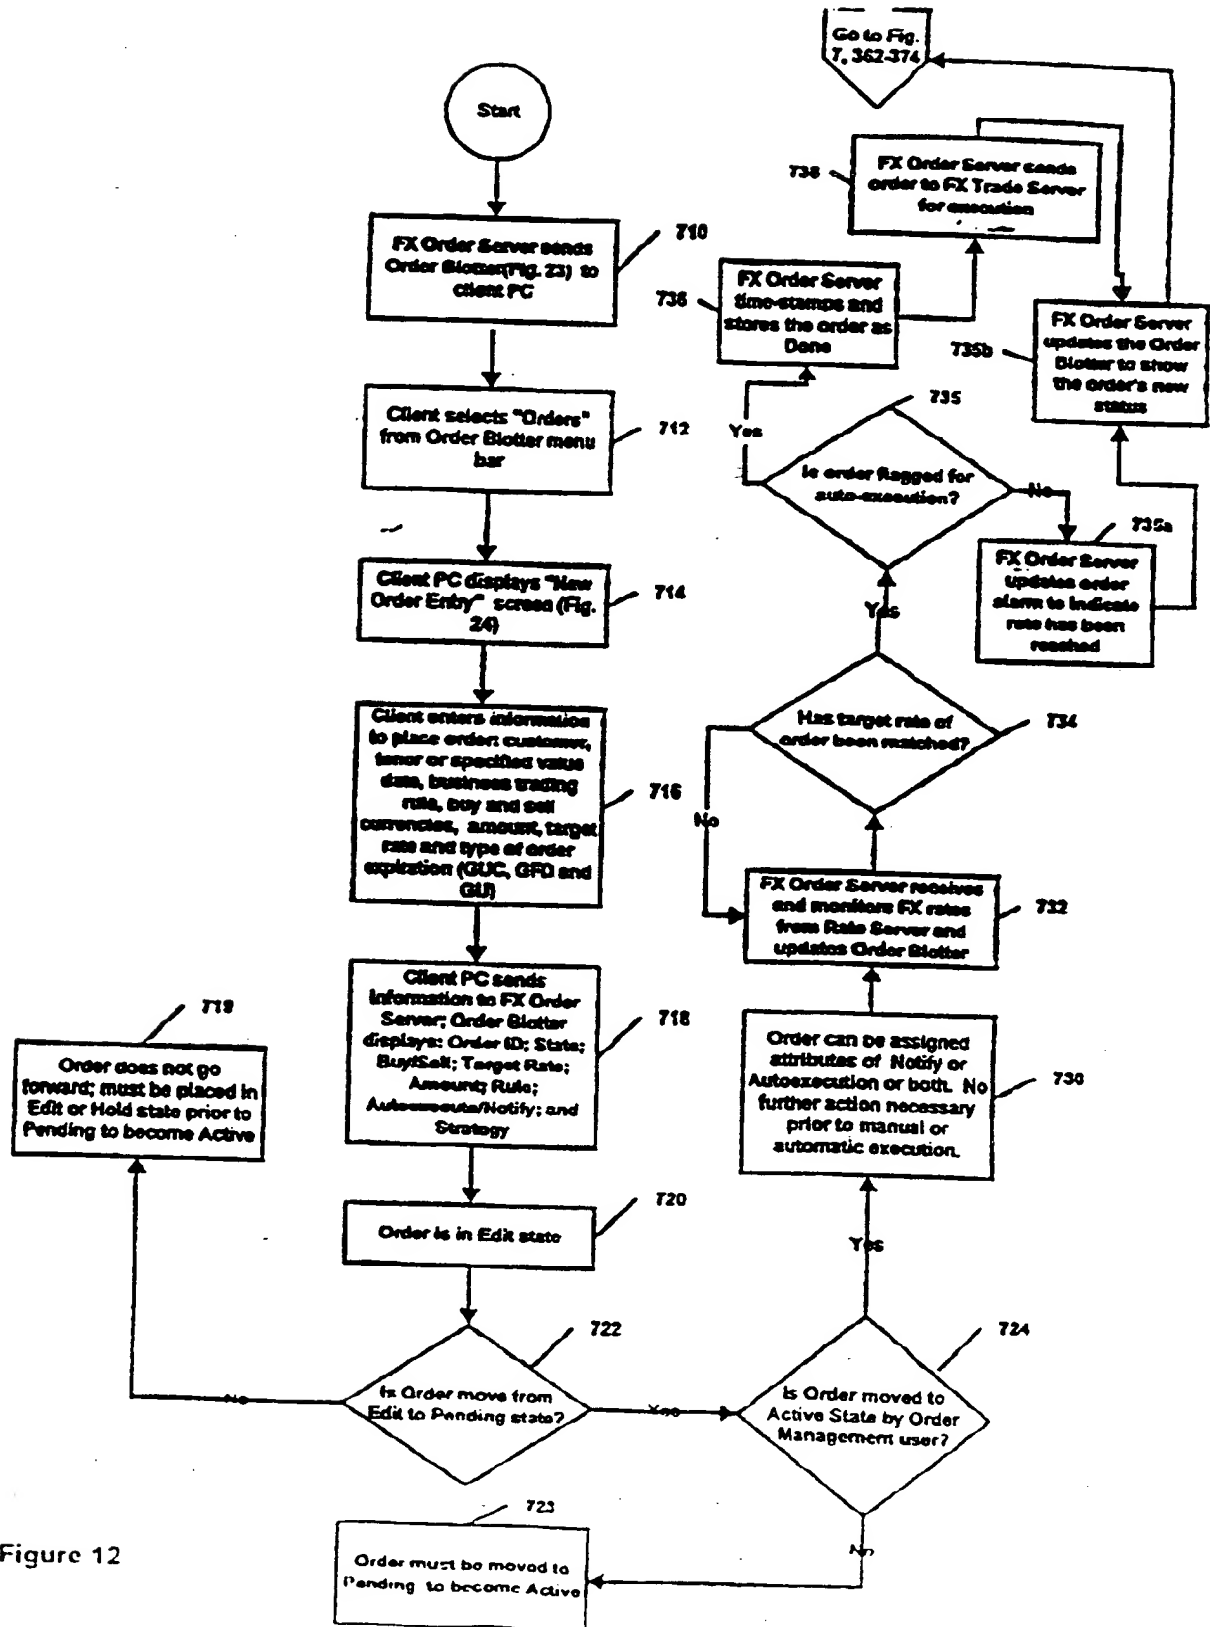 Start
FX Order Server sends
Order Blotter(Fig. 23) to
client PC
710
Client selects "Orders"
from Order Blotter menu
bar
712
Client PC displays "New
Order Entry" screen (Fig.
24)
714
Client enters information
to place order: customer,
tenor or specified value
date, business trading
rule, buy and sell
currencies, amount, target
rate and type of order
expiration (GUC, GFD and
GU)
716
Client PC sends
information to FX Order
Server; Order Blotter
displays: Order ID; State;
Buy/Sell; Target Rate;
Amount; Rule;
Autoexecute/Notify; and
Strategy
718
719
Order does not go
forward; must be placed in
Edit or Hold state prior to
Pending to become Active
Order is in Edit state
720
722
Is Order move from
Edit to Pending state?
No
Yes
724
Is Order moved to
Active State by Order
Management user?
No
723
Order must be moved to
Pending to become Active
Yes
Order can be assigned
attributes of Notify or
Autoexecution or both. No
further action necessary
prior to manual or
automatic execution.
730
FX Order Server receives
and monitors FX rates
from Rate Server and
updates Order Blotter
732
Has target rate of
order been matched?
734
No
Yes
735
Is order flagged for
auto-execution?
Yes
No
735a
FX Order Server
updates order
alarm to indicate
rate has been
reached
736
FX Order Server
time-stamps and
stores the order as
Done
738
FX Order Server sends
order to FX Trade Server
for execution
735b
FX Order Server
updates the Order
Blotter to show
the order's new
status
Go to Fig.
7, 362-374
Figure 12